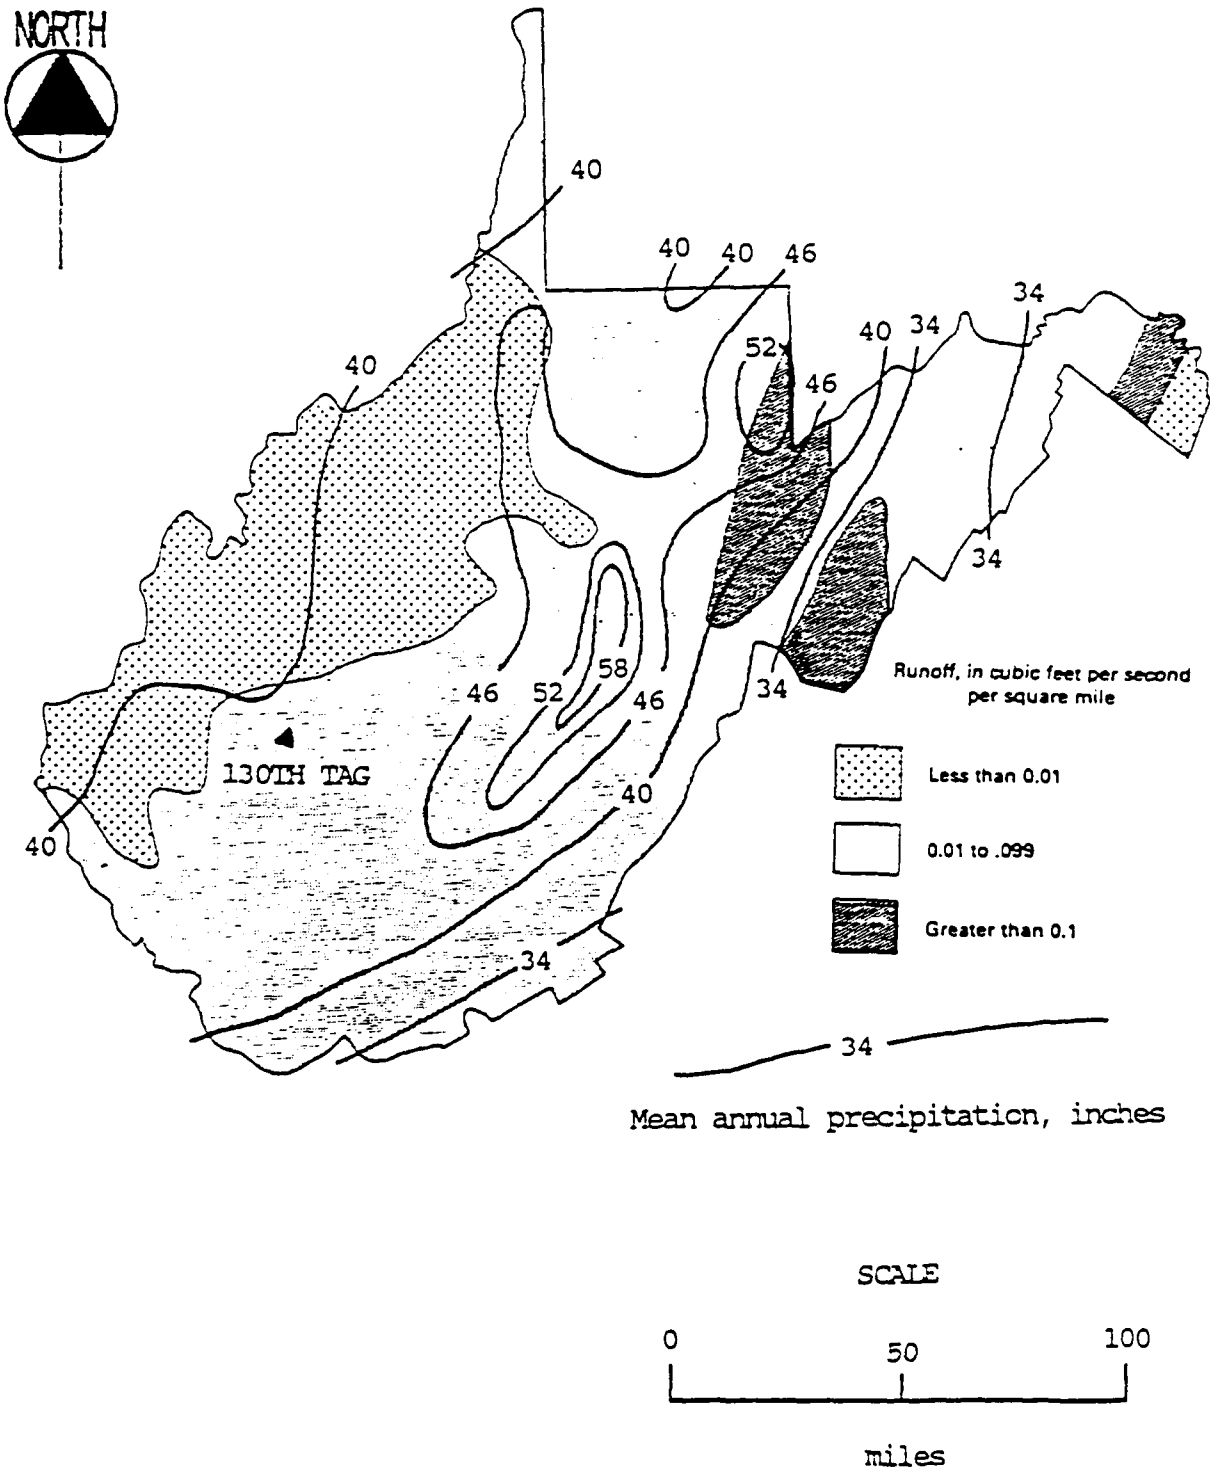 NORTH
40
40 40 46
34
40 34
52
46
40
58
46 52 46
34
34
130TH TAG
40
40
34
Runoff, in cubic feet per second
per square mile
Less than 0.01
0.01 to .099
Greater than 0.1
34
Mean annual precipitation, inches
SCALE
0 50 100
miles